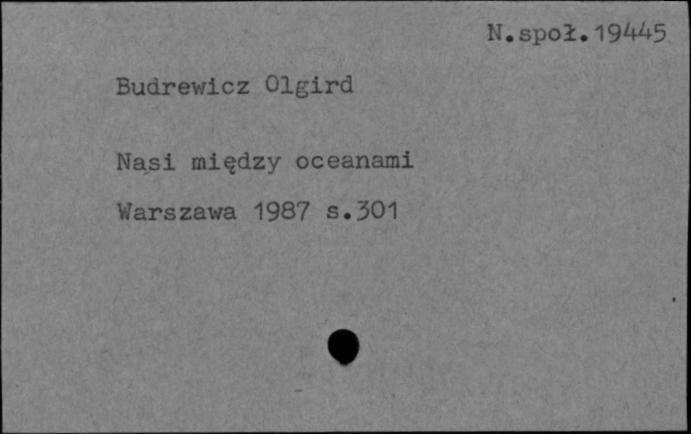 N.społ.19445
Budrewicz Olgird
Nasi między oceanami
Warszawa 1987 s.301